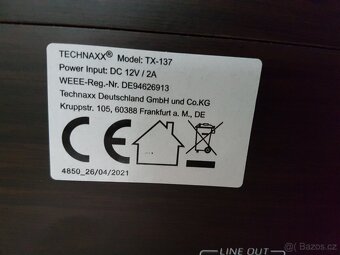 TECHNAXX® Model: TX-137
Power Input: DC 12V / 2A
WEEE-Reg.-Nr. DE94626913
Technaxx Deutschland GmbH und Co.KG
Kruppstr. 105, 60388 Frankfurt a. M., DE
CE
4850_26/04/2021
LINE OUT
Bazoš.cz